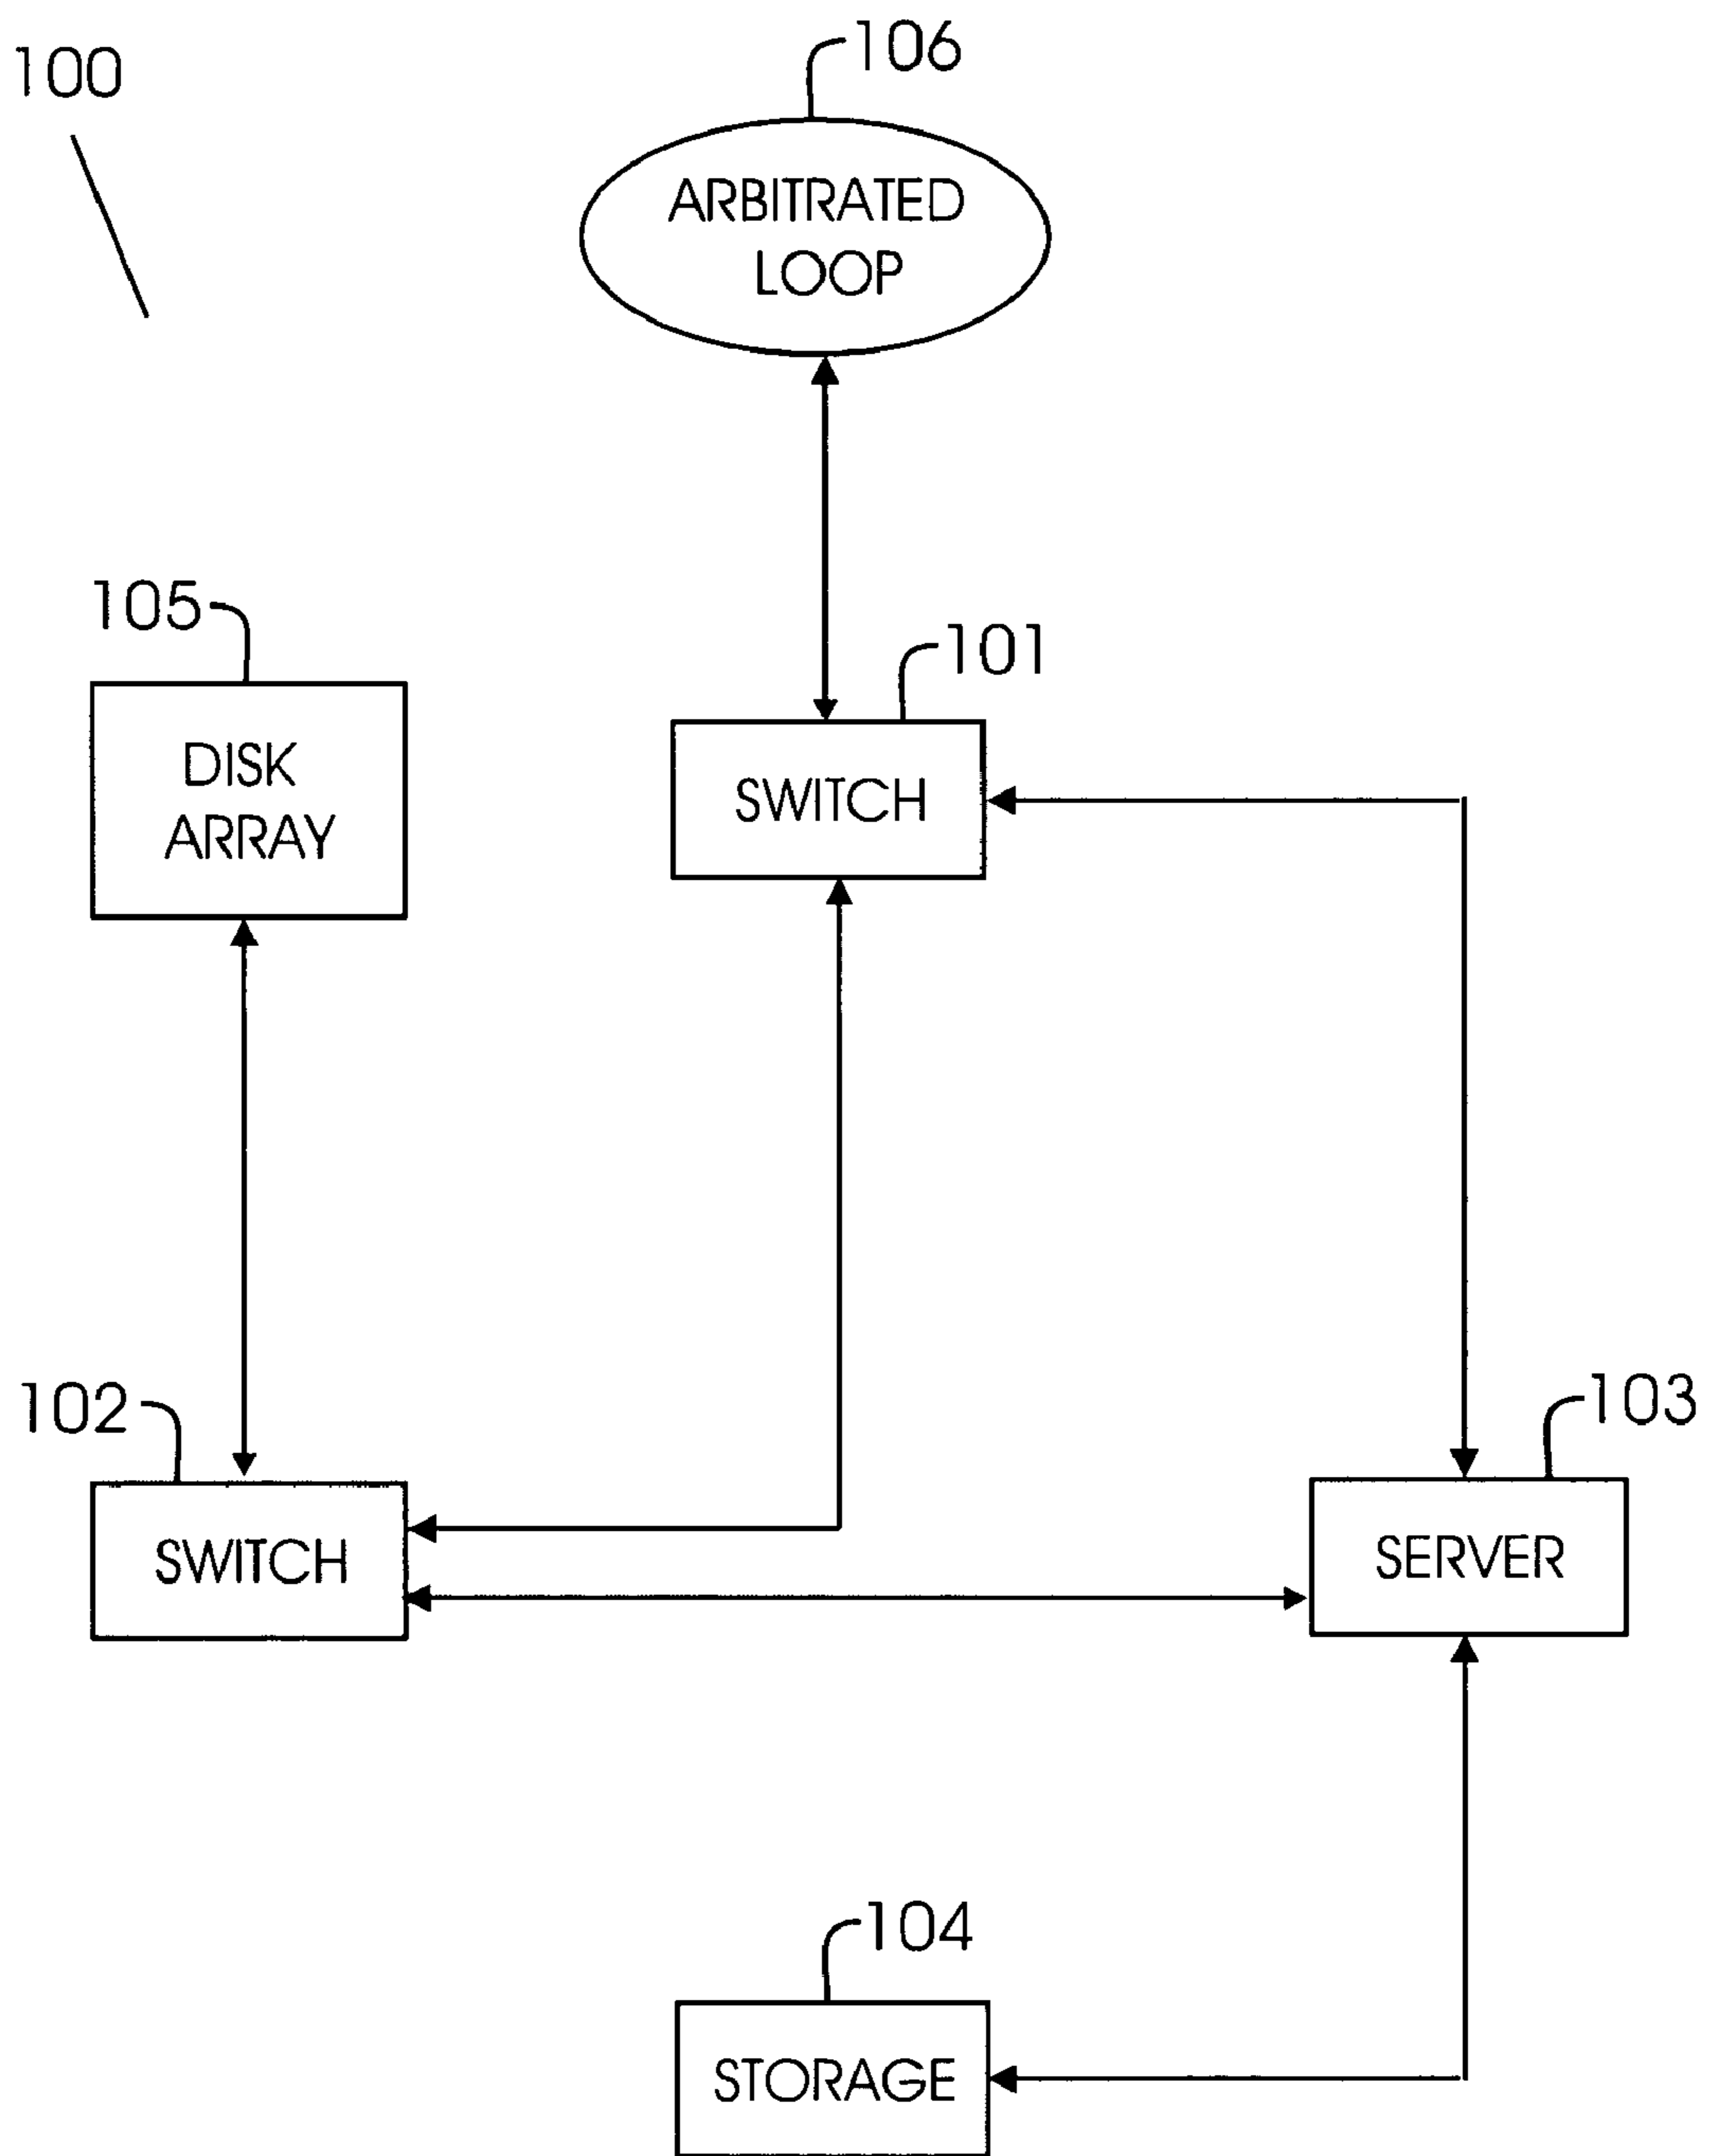 106
100
ARBITRATED
LOOP
105
101
DISK
ARRAY
SWITCH
102
103
SWITCH
SERVER
104
STORAGE